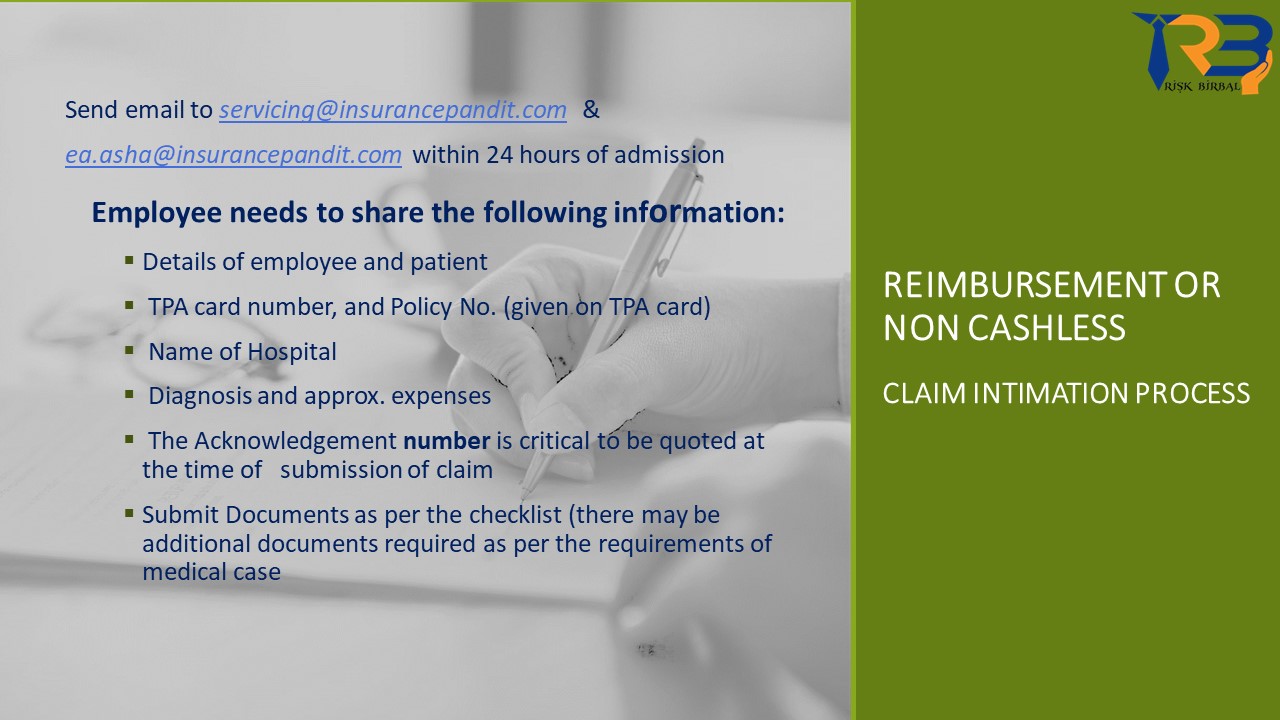 Send email to servicing@insurancepandit.com &
ea.asha@insurancepandit.com within 24 hours of admission
Employee needs to share the following information:
▪ Details of employee and patient
▪ TPA card number, and Policy No. (given on TPA card)
▪ Name of Hospital
▪ Diagnosis and approx. expenses
▪ The Acknowledgement number is critical to be quoted at
the time of submission of claim
▪ Submit Documents as per the checklist (there may be
additional documents required as per the requirements of
medical case
RB
RİŞK BİRBAL
REIMBURSEMENT OR
NON CASHLESS
CLAIM INTIMATION PROCESS